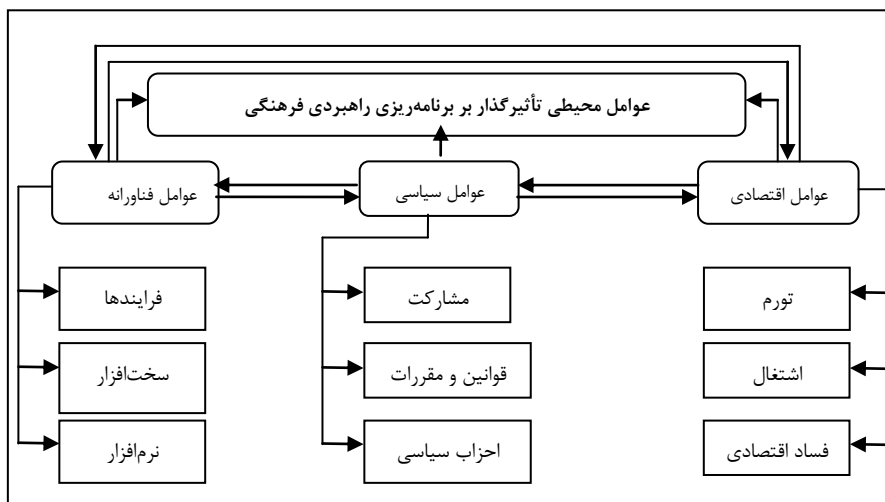 عوامل محیطی تأثیرگذار بر برنامه‌ریزی راهبردی فرهنگی
عوامل اقتصادی
عوامل سیاسی
عوامل فناورانه
تورم
مشارکت
فرایندها
اشتغال
قوانین و مقررات
سخت‌افزار
فساد اقتصادی
احزاب سیاسی
نرم‌افزار